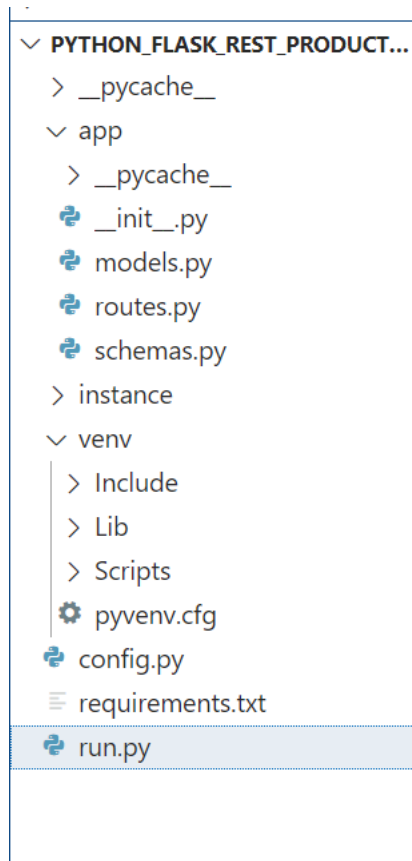 PYTHON_FLASK_REST_PRODUCT...
__pycache__
app
__pycache__
__init__.py
models.py
routes.py
schemas.py
instance
venv
Include
Lib
Scripts
pyvenv.cfg
config.py
requirements.txt
run.py